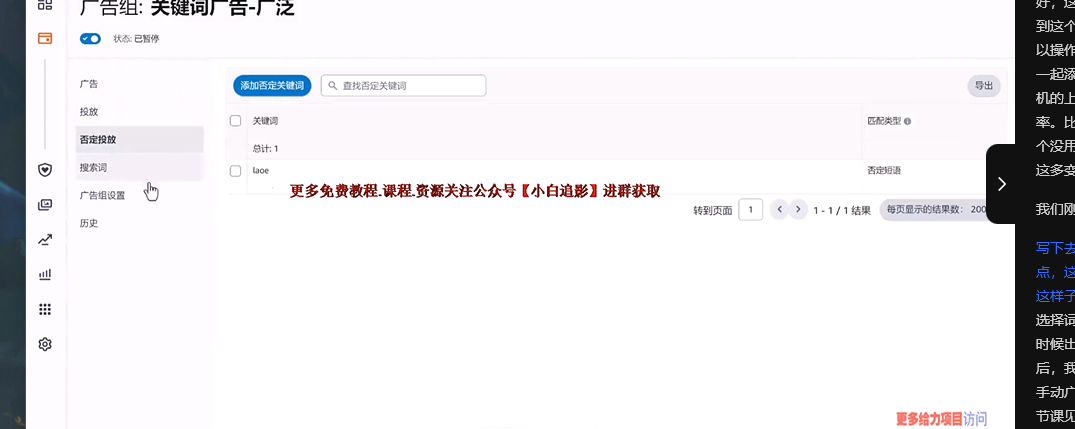 广告组: 关键词广告-广泛
状态: 已暂停
广告
投放
否定投放
搜索词
广告组设置
历史
添加否定关键词
查找否定关键词
导出
关键词
匹配类型
总计: 1
laoe
否定短语
更多免费教程.课程.资源关注公众号【小白追影】进群获取
转到页面 1 1 - 1 / 1 结果 每页显示的结果数: 200
更多给力项目访问
好，这
到这个
以操作
一起添
机的上
率。比
个没用
这多变
我们刚
写下去
点，这
这样子
选择词
时候出
后，我
手动广
节课见